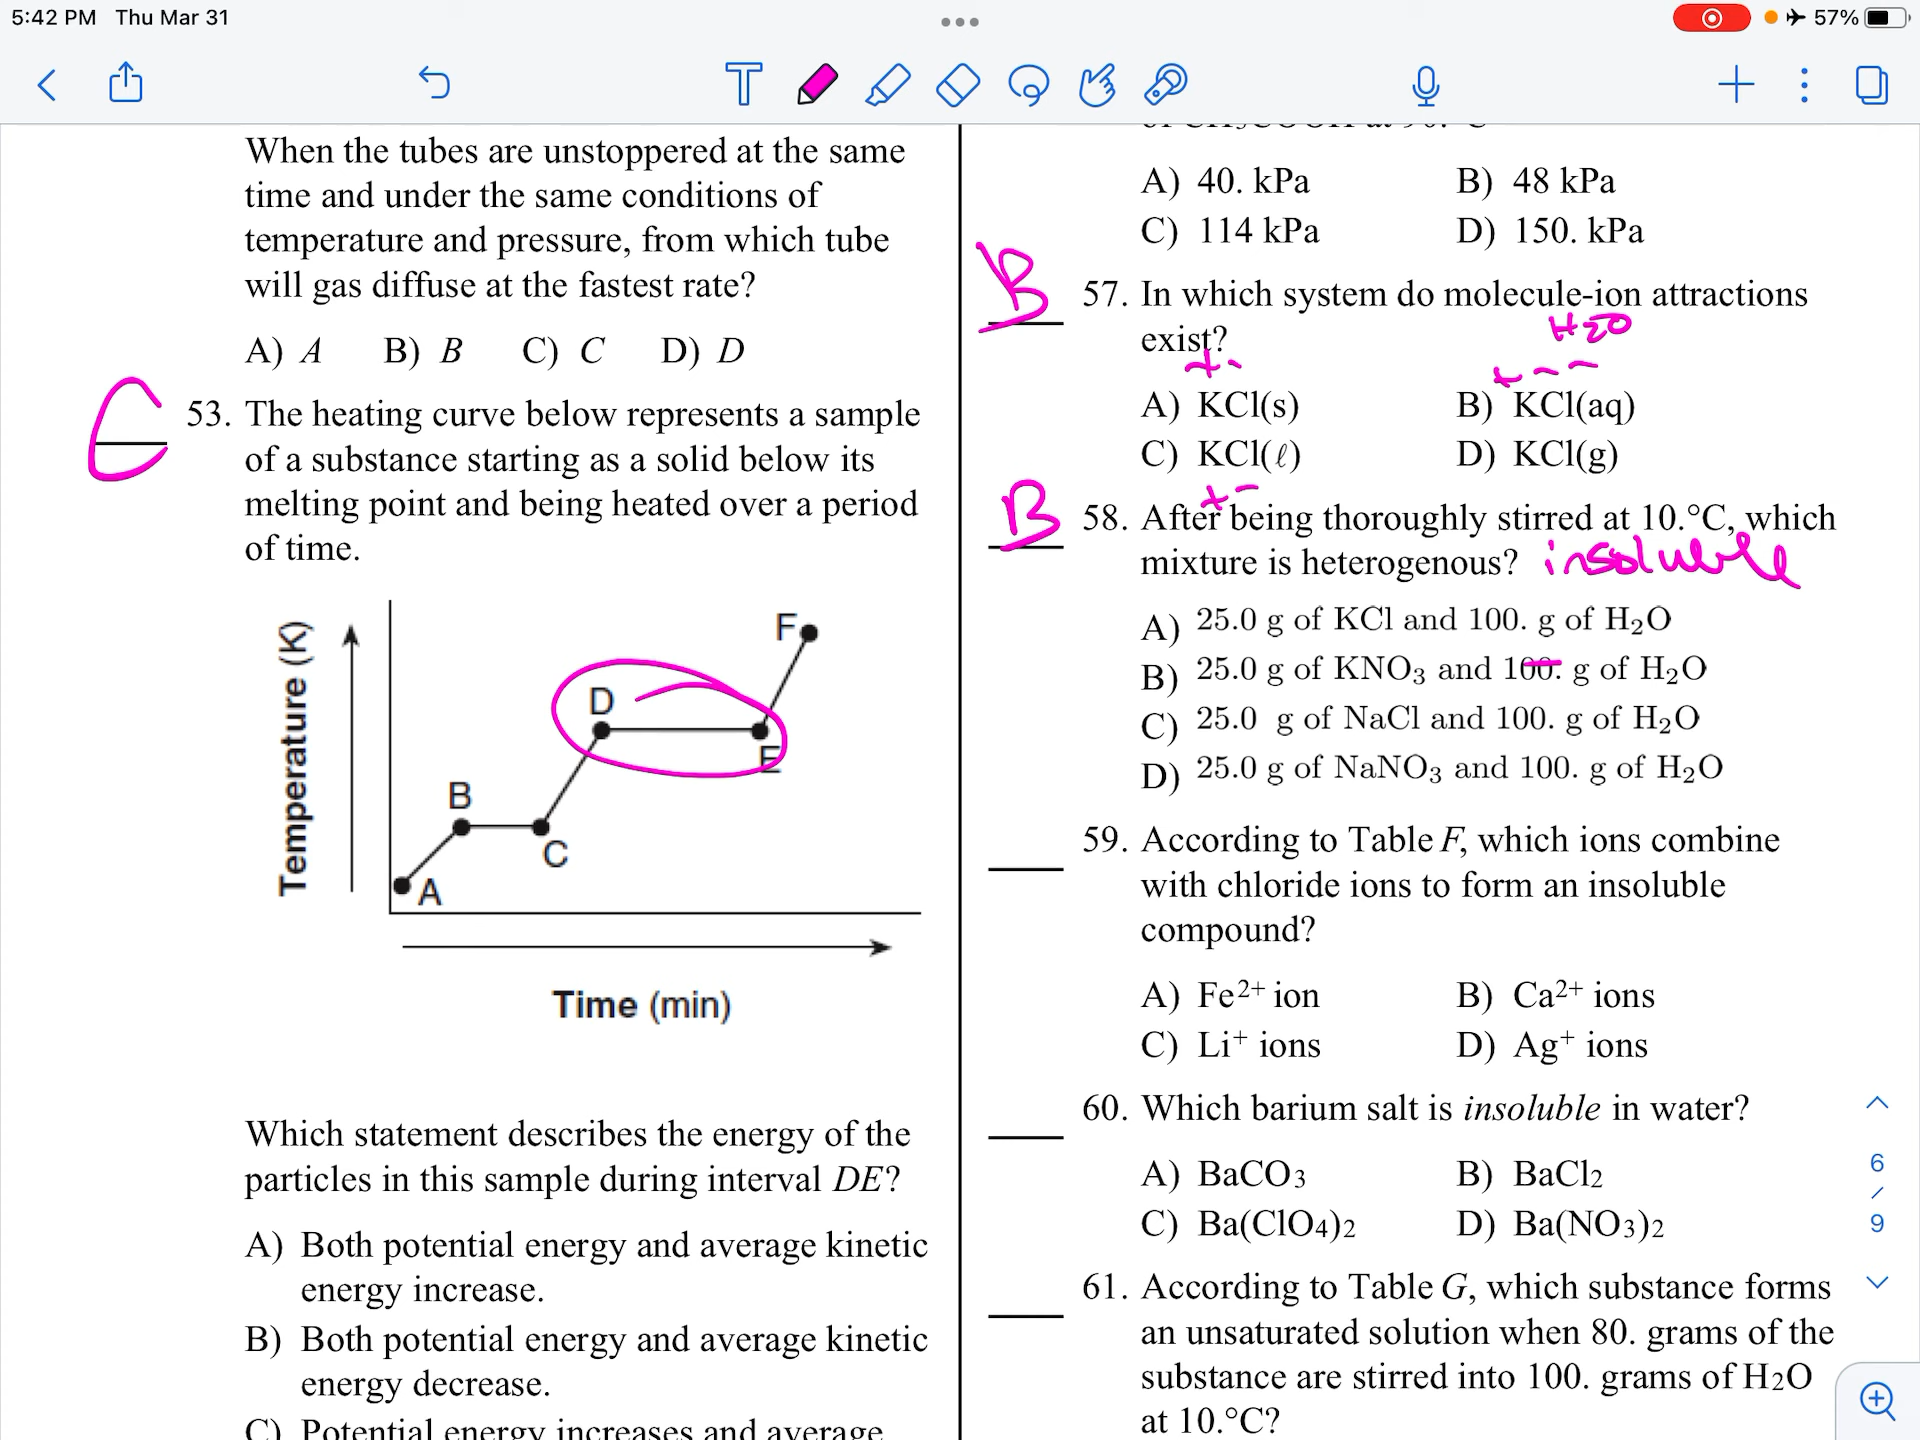 5:42 PM Thu Mar 31
57%
T
When the tubes are unstoppered at the same
time and under the same conditions of
temperature and pressure, from which tube
will gas diffuse at the fastest rate?
A) A B) B C) C D) D
C
53. The heating curve below represents a sample
of a substance starting as a solid below its
melting point and being heated over a period
of time.
Temperature (K)
F
D
E
B
C
A
Time (min)
Which statement describes the energy of the
particles in this sample during interval DE?
A) Both potential energy and average kinetic
energy increase.
B) Both potential energy and average kinetic
energy decrease.
C) Potential energy increases and average
A) 40. kPa B) 48 kPa
C) 114 kPa D) 150. kPa
B
57. In which system do molecule-ion attractions
exist?
H2O
+ -
+ - -
A) KCl(s) B) KCl(aq)
C) KCl(ℓ) D) KCl(g)
+ -
B
58. After being thoroughly stirred at 10.°C, which
mixture is heterogenous? insoluble
A) 25.0 g of KCl and 100. g of H₂O
B) 25.0 g of KNO₃ and 100. g of H₂O
C) 25.0 g of NaCl and 100. g of H₂O
D) 25.0 g of NaNO₃ and 100. g of H₂O
59. According to Table F, which ions combine
with chloride ions to form an insoluble
compound?
A) Fe²⁺ ion B) Ca²⁺ ions
C) Li⁺ ions D) Ag⁺ ions
60. Which barium salt is insoluble in water?
A) BaCO₃ B) BaCl₂
C) Ba(ClO₄)₂ D) Ba(NO₃)₂
61. According to Table G, which substance forms
an unsaturated solution when 80. grams of the
substance are stirred into 100. grams of H₂O
at 10.°C?
6
/
9